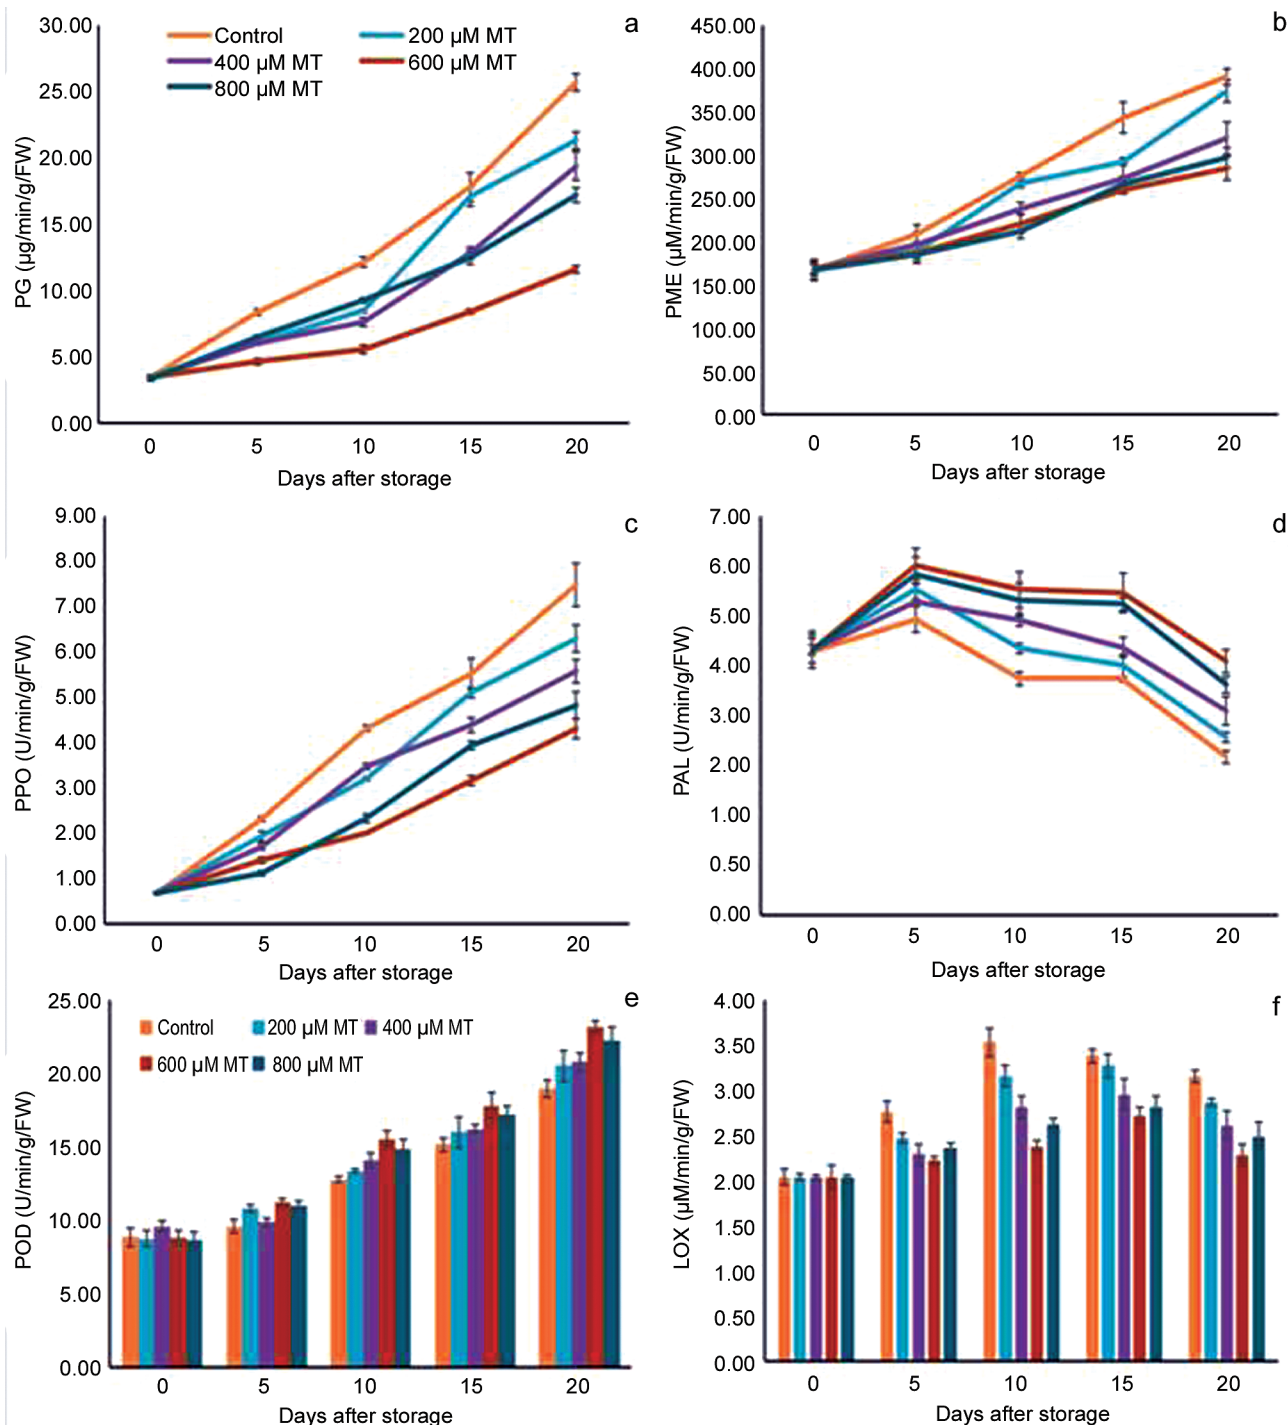 a
30.00
25.00
20.00
15.00
10.00
5.00
0.00
PG (µg/min/g/FW)
Control
200 µM MT
400 µM MT
600 µM MT
800 µM MT
0 5 10 15 20
Days after storage
b
450.00
400.00
350.00
300.00
250.00
200.00
150.00
100.00
50.00
0.00
PME (µM/min/g/FW)
0 5 10 15 20
Days after storage
c
9.00
8.00
7.00
6.00
5.00
4.00
3.00
2.00
1.00
0.00
PPO (U/min/g/FW)
0 5 10 15 20
Days after storage
d
7.00
6.00
5.00
4.00
3.00
2.00
1.00
0.50
0.00
PAL (U/min/g/FW)
0 5 10 15 20
Days after storage
e
25.00
20.00
15.00
10.00
5.00
0.00
POD (U/min/g/FW)
Control 200 µM MT 400 µM MT
600 µM MT 800 µM MT
0 5 10 15 20
Days after storage
f
4.00
3.50
3.00
2.50
2.00
1.50
1.00
0.50
0.00
LOX (µM/min/g/FW)
0 5 10 15 20
Days after storage